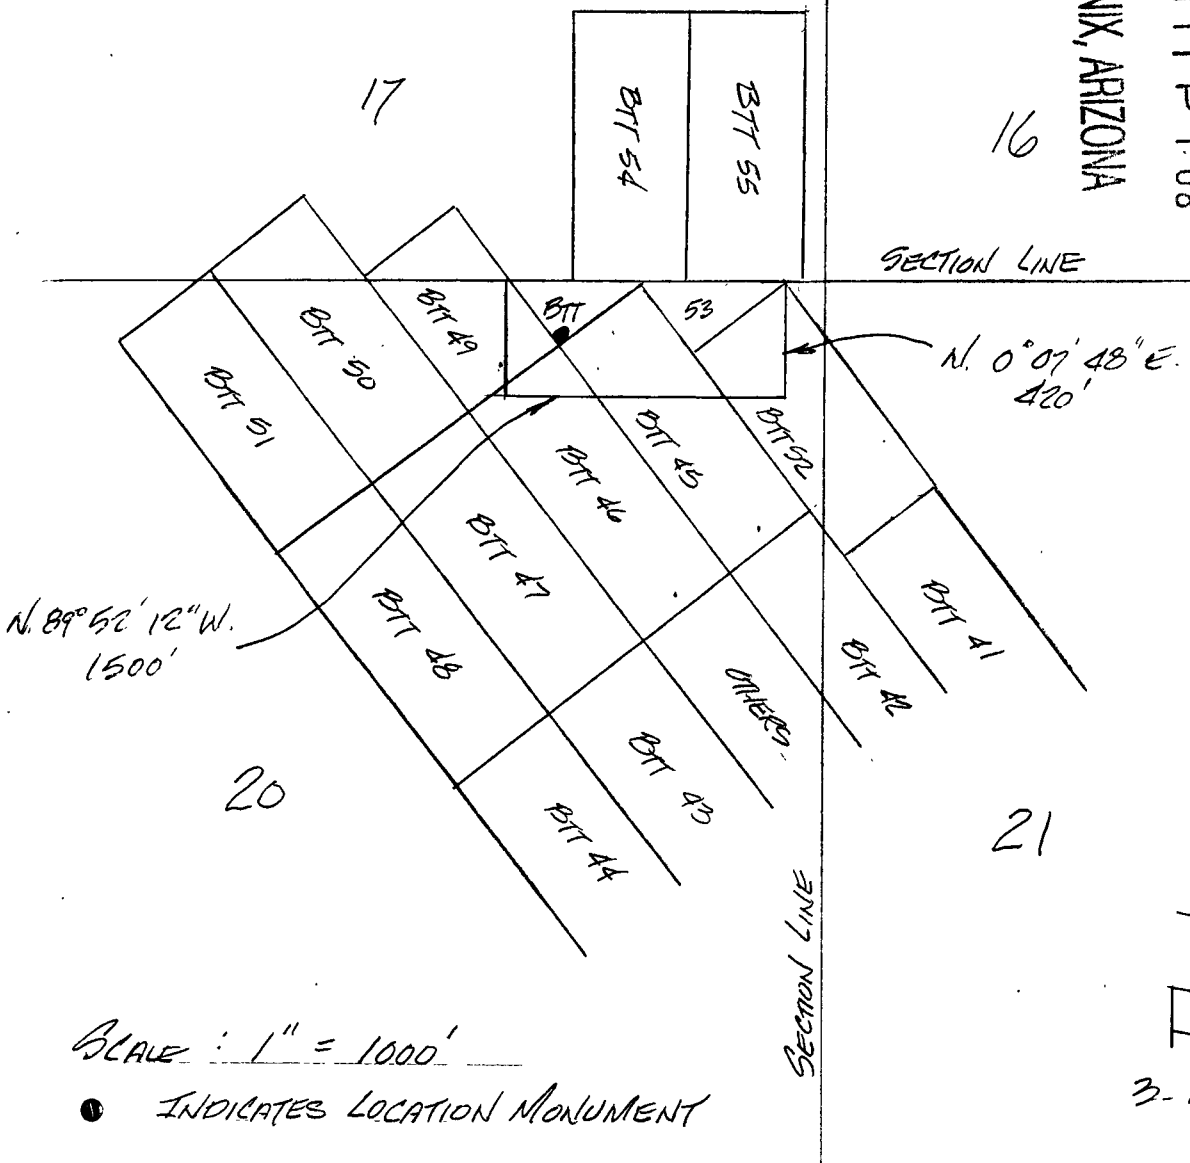 17
BTT 54
BTT 55
16
NIX, ARIZONA
SECTION LINE
BTT 49
BTT 53
BTT 50
BTT 51
N. 0° 07' 48" E.
420'
BTT 45
BTT 52
BTT 46
BTT 47
BTT 48
N. 89° 52' 12" W.
1500'
BTT 41
BTT 42
OTHERS
BTT 43
BTT 44
20
21
SECTION LINE
SCALE : 1" = 1000'
INDICATES LOCATION MONUMENT